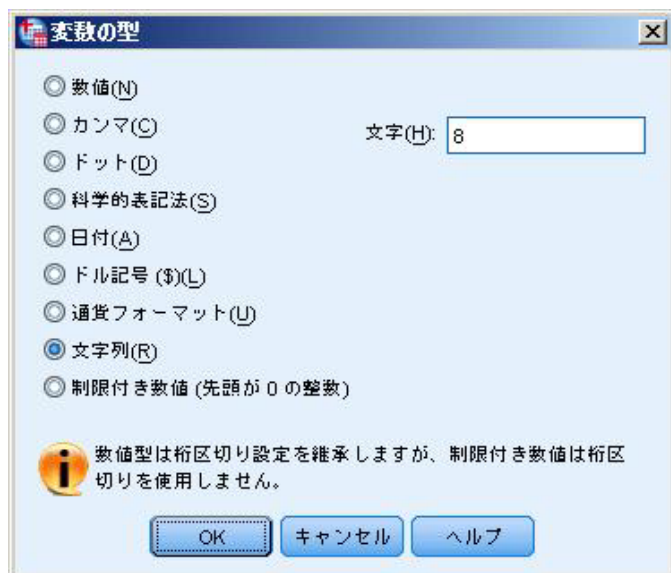 変数の型
数値(N)
カンマ(C)
文字(H): 8
ドット(D)
科学的表記法(S)
日付(A)
ドル記号 ($)(L)
通貨フォーマット(U)
文字列(R)
制限付き数値 (先頭が 0 の整数)
数値型は桁区切り設定を継承しますが、制限付き数値は桁区
切りを使用しません。
OK キャンセル ヘルプ